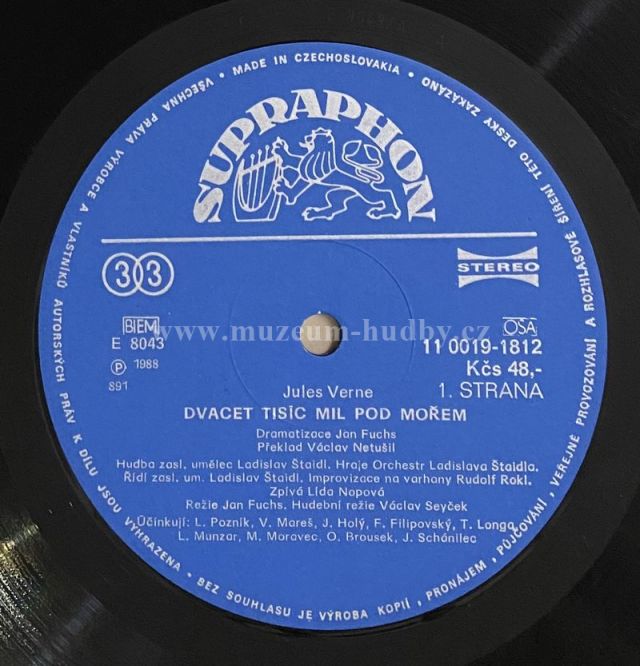 VŠECHNA PRÁVA VÝROBCE A VLASTNÍKŮ AUTORSKÝCH PRÁV K DÍLU JSOU VYHRAZENA • BEZ SOUHLASU JE VÝROBA KOPIÍ, PRONÁJEM, PŮJČOVÁNÍ, VEŘEJNÉ PROVOZOVÁNÍ A ROZHLASOVÉ ŠÍŘENÍ TÉTO DESKY ZAKÁZÁNO • MADE IN CZECHOSLOVAKIA •
SUPRAPHON
33
STEREO
www.muzeum-hudby.cz
BIEM
OSA
E 8043
11 0019-1812
Ⓟ 1988
Kčs 48,-
891
1. STRANA
Jules Verne
DVACET TISÍC MIL POD MOŘEM
Dramatizace Jan Fuchs
Překlad Václav Netušil
Hudba zasl. umělec Ladislav Štaidl. Hraje Orchestr Ladislava Štaidla.
Řídí zasl. um. Ladislav Štaidl. Improvizace na varhany Rudolf Rokl.
Zpívá Lída Nopová
Režie Jan Fuchs. Hudební režie Václav Seyček
Účinkují: L. Pozník, V. Mareš, J. Holý, F. Filipovský, T. Longa,
L. Munzar, M. Moravec, O. Brousek, J. Schánilec